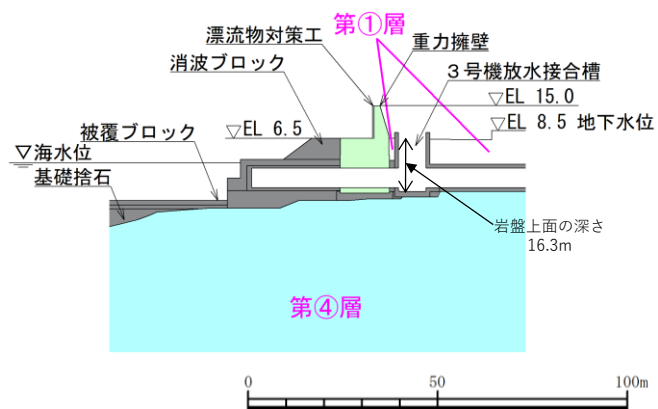 第①層
漂流物対策工
重力擁壁
消波ブロック
3号機放水接合槽
▽EL 15.0
▽EL 6.5
▽EL 8.5 地下水位
被覆ブロック
▽海水位
基礎捨石
岩盤上面の深さ
16.3m
第④層
0 50 100m